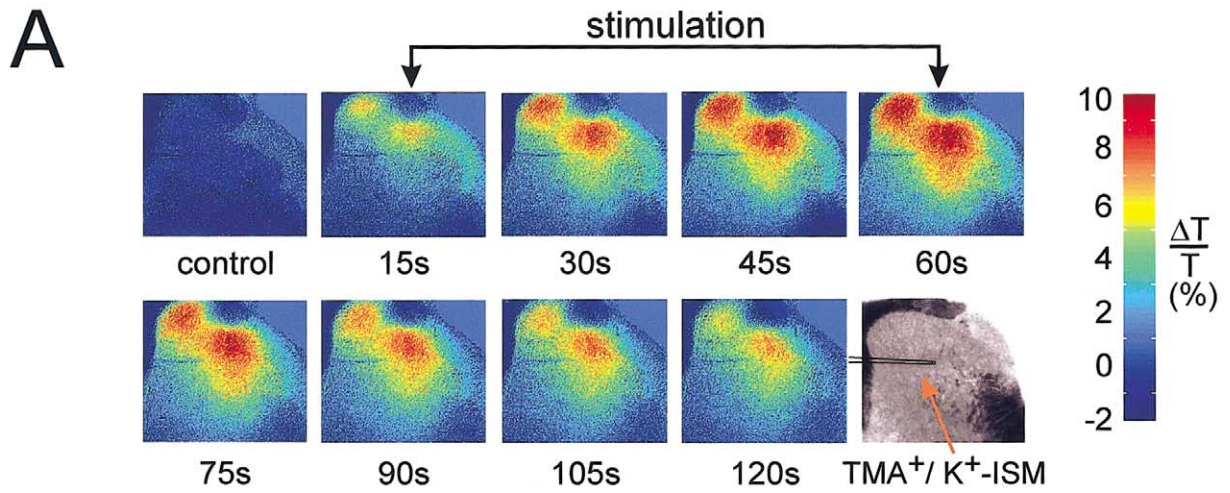 A
stimulation
control
15s
30s
45s
60s
75s
90s
105s
120s
TMA⁺/ K⁺-ISM
10
8
6
4
2
0
-2
ΔT
T
(%)